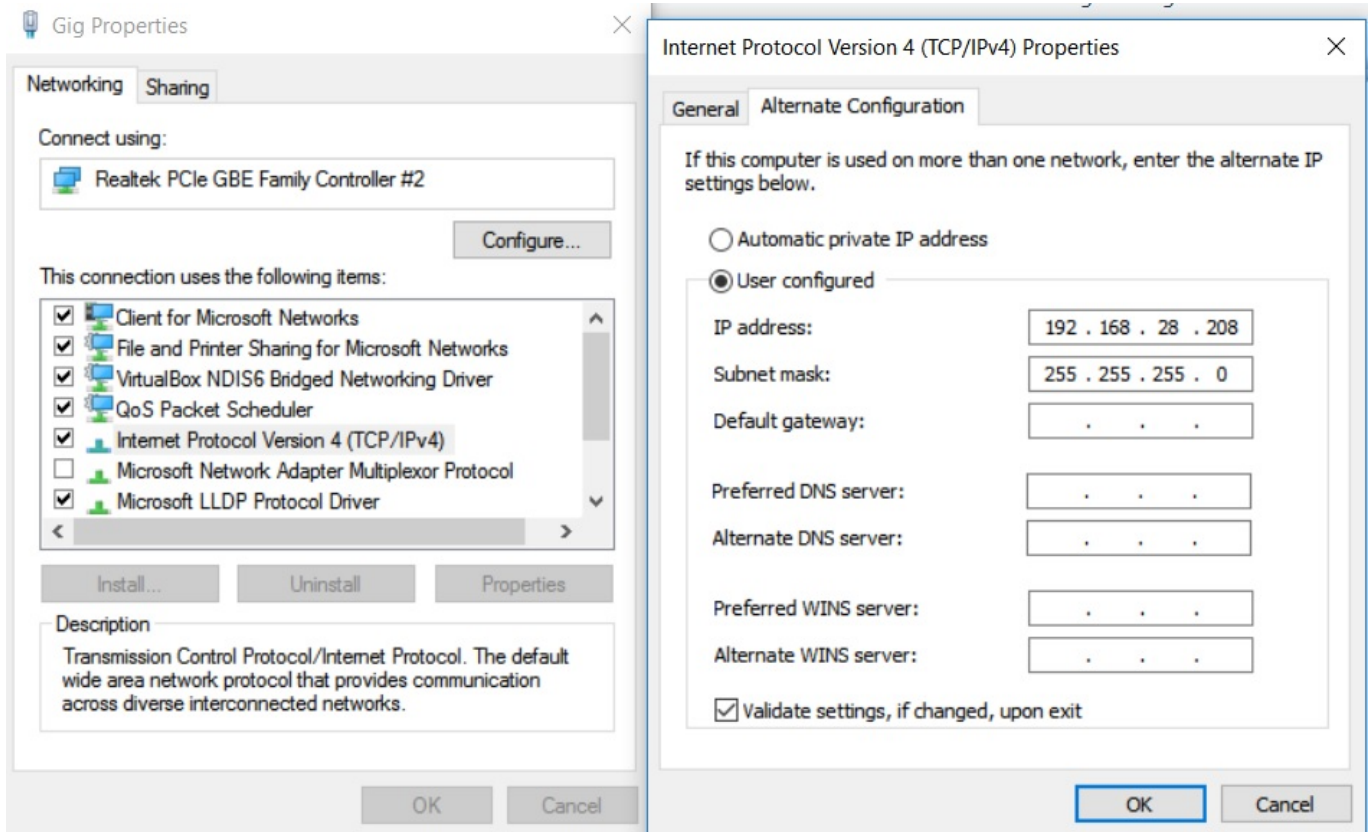 Gig Properties
Networking
Sharing
Connect using:
Realtek PCIe GBE Family Controller #2
Configure...
This connection uses the following items:
Client for Microsoft Networks
File and Printer Sharing for Microsoft Networks
VirtualBox NDIS6 Bridged Networking Driver
QoS Packet Scheduler
Internet Protocol Version 4 (TCP/IPv4)
Microsoft Network Adapter Multiplexor Protocol
Microsoft LLDP Protocol Driver
Install...
Uninstall
Properties
Description
Transmission Control Protocol/Internet Protocol. The default
wide area network protocol that provides communication
across diverse interconnected networks.
OK
Cancel
Internet Protocol Version 4 (TCP/IPv4) Properties
General
Alternate Configuration
If this computer is used on more than one network, enter the alternate IP
settings below.
Automatic private IP address
User configured
IP address: 192 . 168 . 28 . 208
Subnet mask: 255 . 255 . 255 . 0
Default gateway: . . .
Preferred DNS server: . . .
Alternate DNS server: . . .
Preferred WINS server: . . .
Alternate WINS server: . . .
Validate settings, if changed, upon exit
OK
Cancel